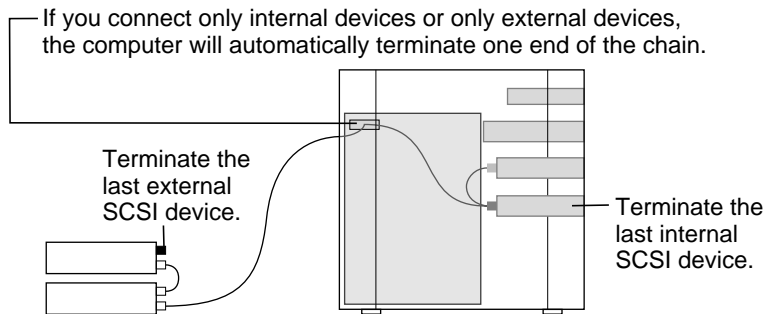 If you connect only internal devices or only external devices,
the computer will automatically terminate one end of the chain.
Terminate the
last external
SCSI device.
Terminate the
last internal
SCSI device.